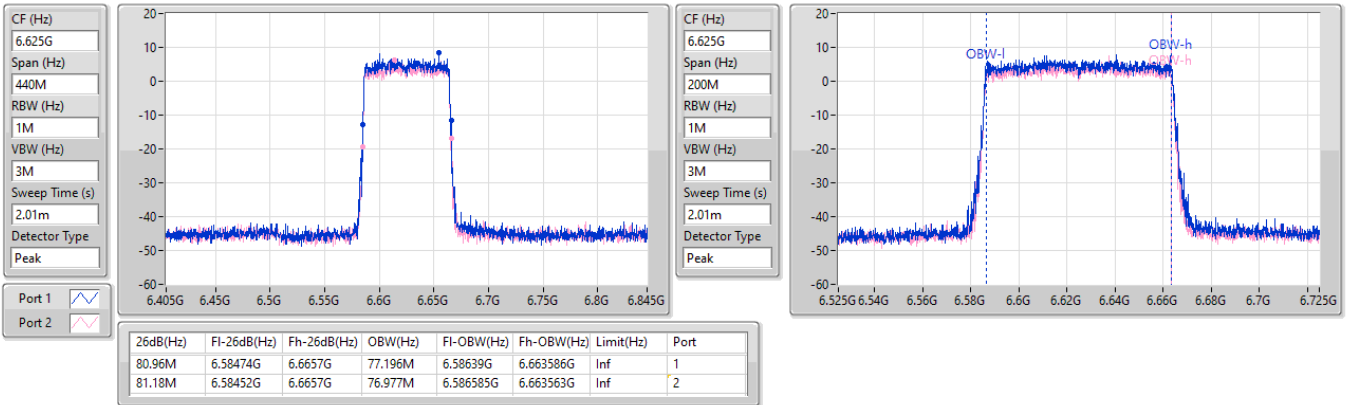 CF (Hz)
6.625G
Span (Hz)
440M
RBW (Hz)
1M
VBW (Hz)
3M
Sweep Time (s)
2.01m
Detector Type
Peak
Port 1
Port 2
20
10
0
-10
-20
-30
-40
-50
-60
6.405G 6.45G 6.5G 6.55G 6.6G 6.65G 6.7G 6.75G 6.8G 6.845G
CF (Hz)
6.625G
Span (Hz)
200M
RBW (Hz)
1M
VBW (Hz)
3M
Sweep Time (s)
2.01m
Detector Type
Peak
20
10
0
-10
-20
-30
-40
-50
-60
OBW-l
OBW-h
OBW-h
6.525G 6.54G 6.56G 6.58G 6.6G 6.62G 6.64G 6.66G 6.68G 6.7G 6.725G
26dB(Hz) Fl-26dB(Hz) Fh-26dB(Hz) OBW(Hz) Fl-OBW(Hz) Fh-OBW(Hz) Limit(Hz) Port
80.96M 6.58474G 6.6657G 77.196M 6.58639G 6.663586G Inf 1
81.18M 6.58452G 6.6657G 76.977M 6.586585G 6.663563G Inf 2